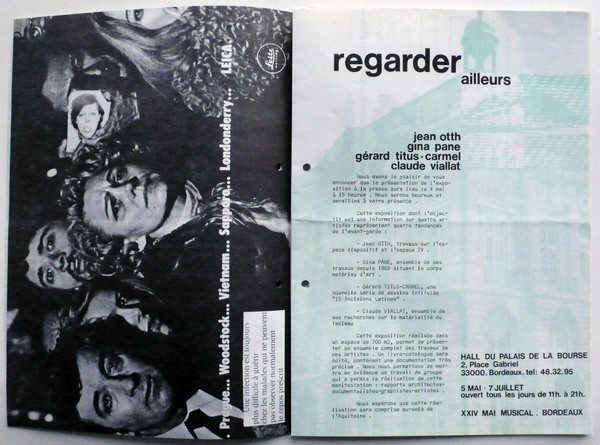 . Prague... Woodstock... Vietnam... Sapporo... Londonderry... LEICA
Leitz
Une infection est toujours
plus difficile à guérir
chez les malades qui ne peuvent
pas observer normalement
le repos prescrit
regarder
ailleurs
jean otth
gina pane
gérard titus-carmel
claude viallat
Nous avons le plaisir de vous
annoncer que la présentation de l'expo-
sition à la presse aura lieu le 4 mai
à 15 heures . Nous serons heureux et
sensibles à votre présence .
Cette exposition dont l'objec-
tif est une information sur quatre ar-
tistes représentant quatre tendances
de l'avant-garde :
- Jean OTH, travaux sur l'es-
pace dispositif et l'espace TV .
- Gina PANE, ensemble de ses
travaux depuis 1968 situant le corps
matériau d'art .
- Gérard TITUS-CARMEL, une
nouvelle série de dessins intitulée
"15 Incisions Latines" .
- Claude VIALLAT, ensemble de
ses recherches sur la matérialité du
tableau
Cette exposition réalisée dans
un espace de 700 m2, permet de présen-
ter un ensemble complet des travaux de
ces artistes . Un livre-catalogue sera
édité, contenant une documentation très
précise . Nous nous permettons de met-
tre en évidence un travail de groupe
qui a permis la réalisation de cette
manifestation : rapports architectes-
documentalistes-graphistes-artistes .
Nous espérons que cette réa-
lisation sera comprise au-delà de
l'Aquitaine .
HALL DU PALAIS DE LA BOURSE
2, Place Gabriel
33000. Bordeaux. tel: 48.32.95
5 MAI · 7 JUILLET
ouvert tous les jours de 11h. à 21h.
XXIV MAI MUSICAL . BORDEAUX